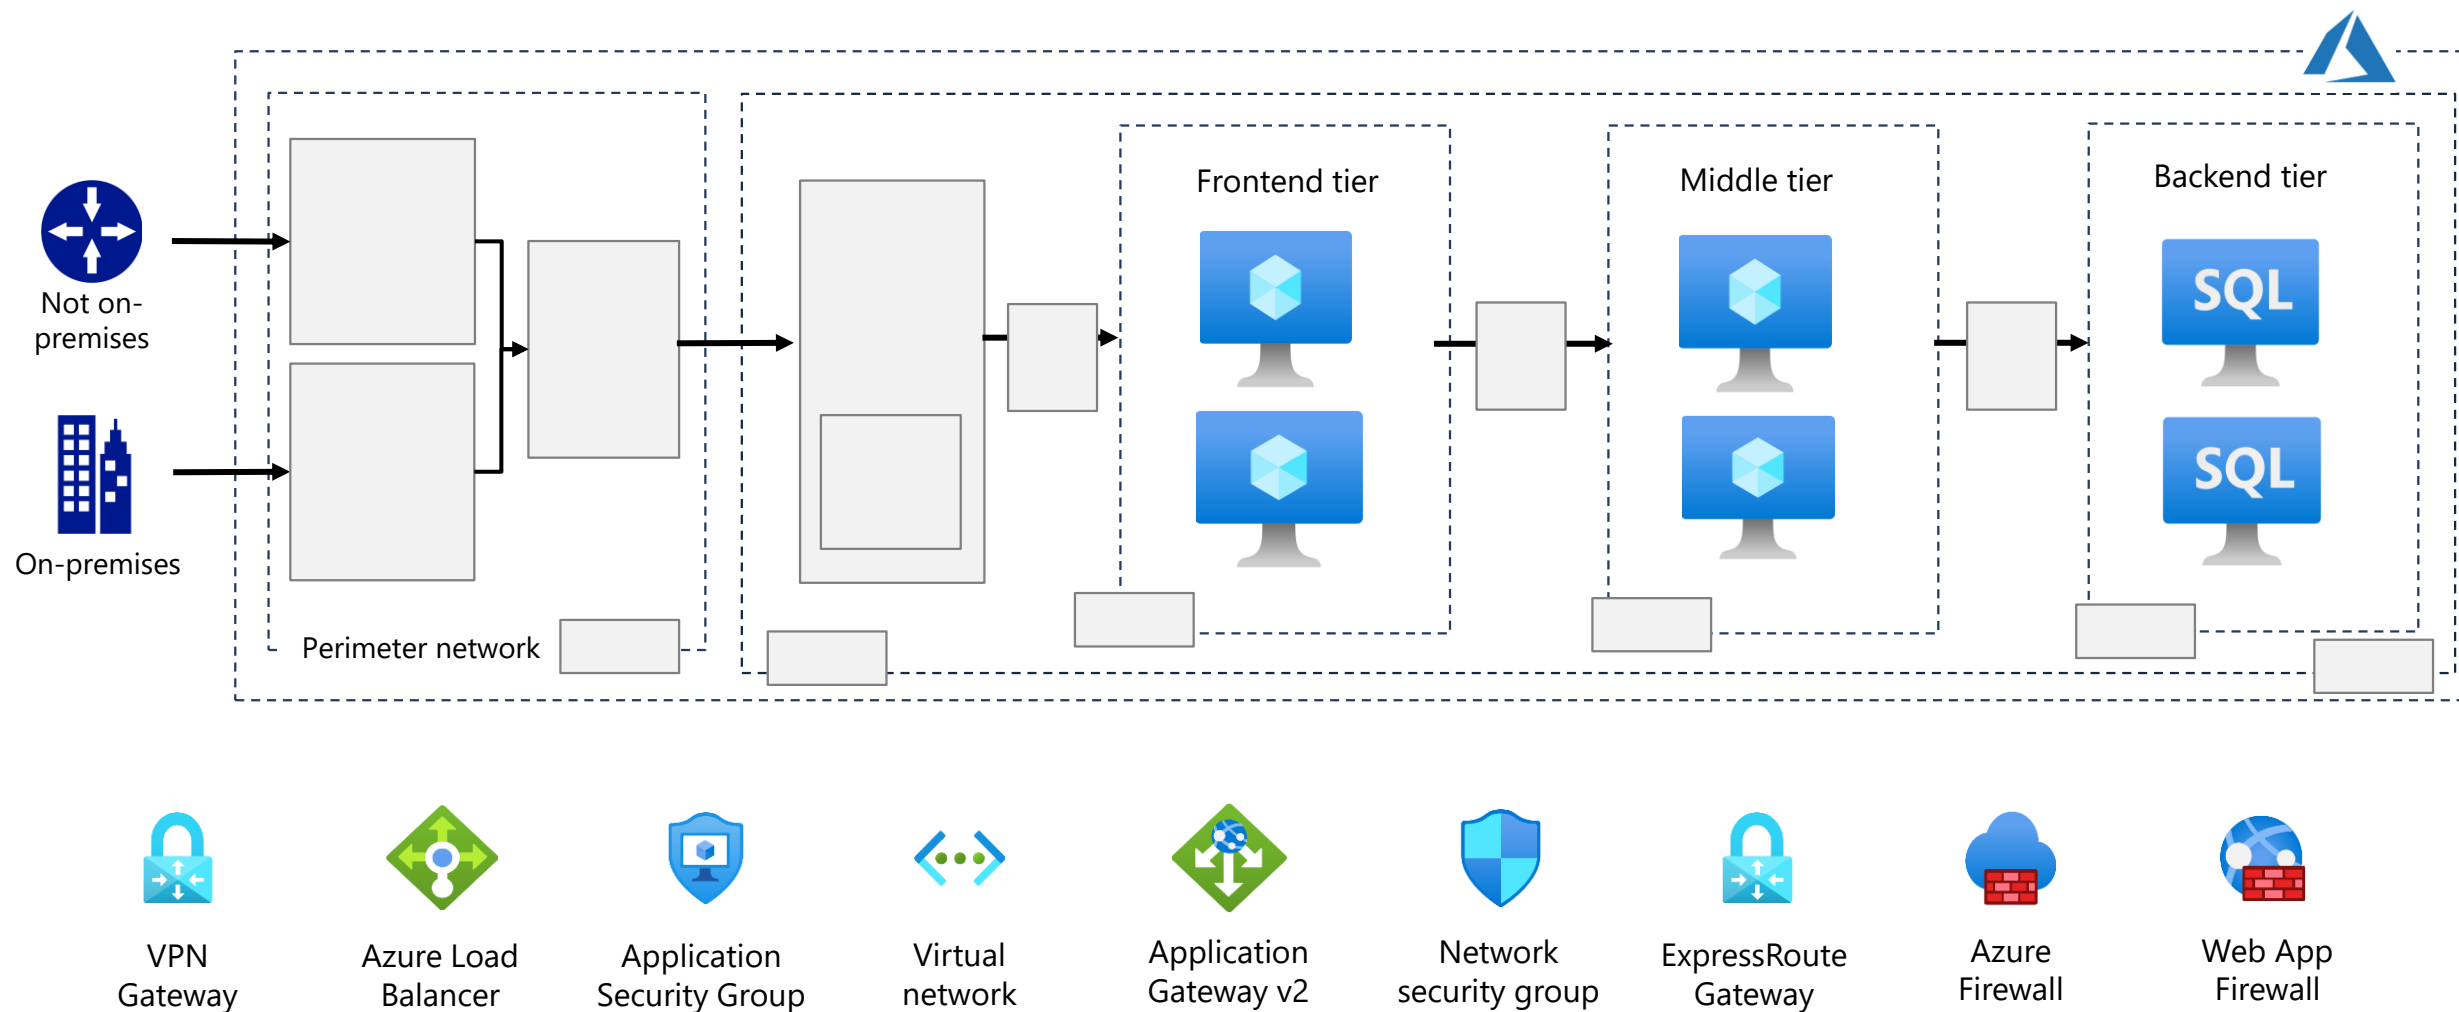 Not on-
premises
On-premises
Perimeter network
Frontend tier
Middle tier
Backend tier
SQL
SQL
VPN
Gateway
Azure Load
Balancer
Application
Security Group
Virtual
network
Application
Gateway v2
Network
security group
ExpressRoute
Gateway
Azure
Firewall
Web App
Firewall